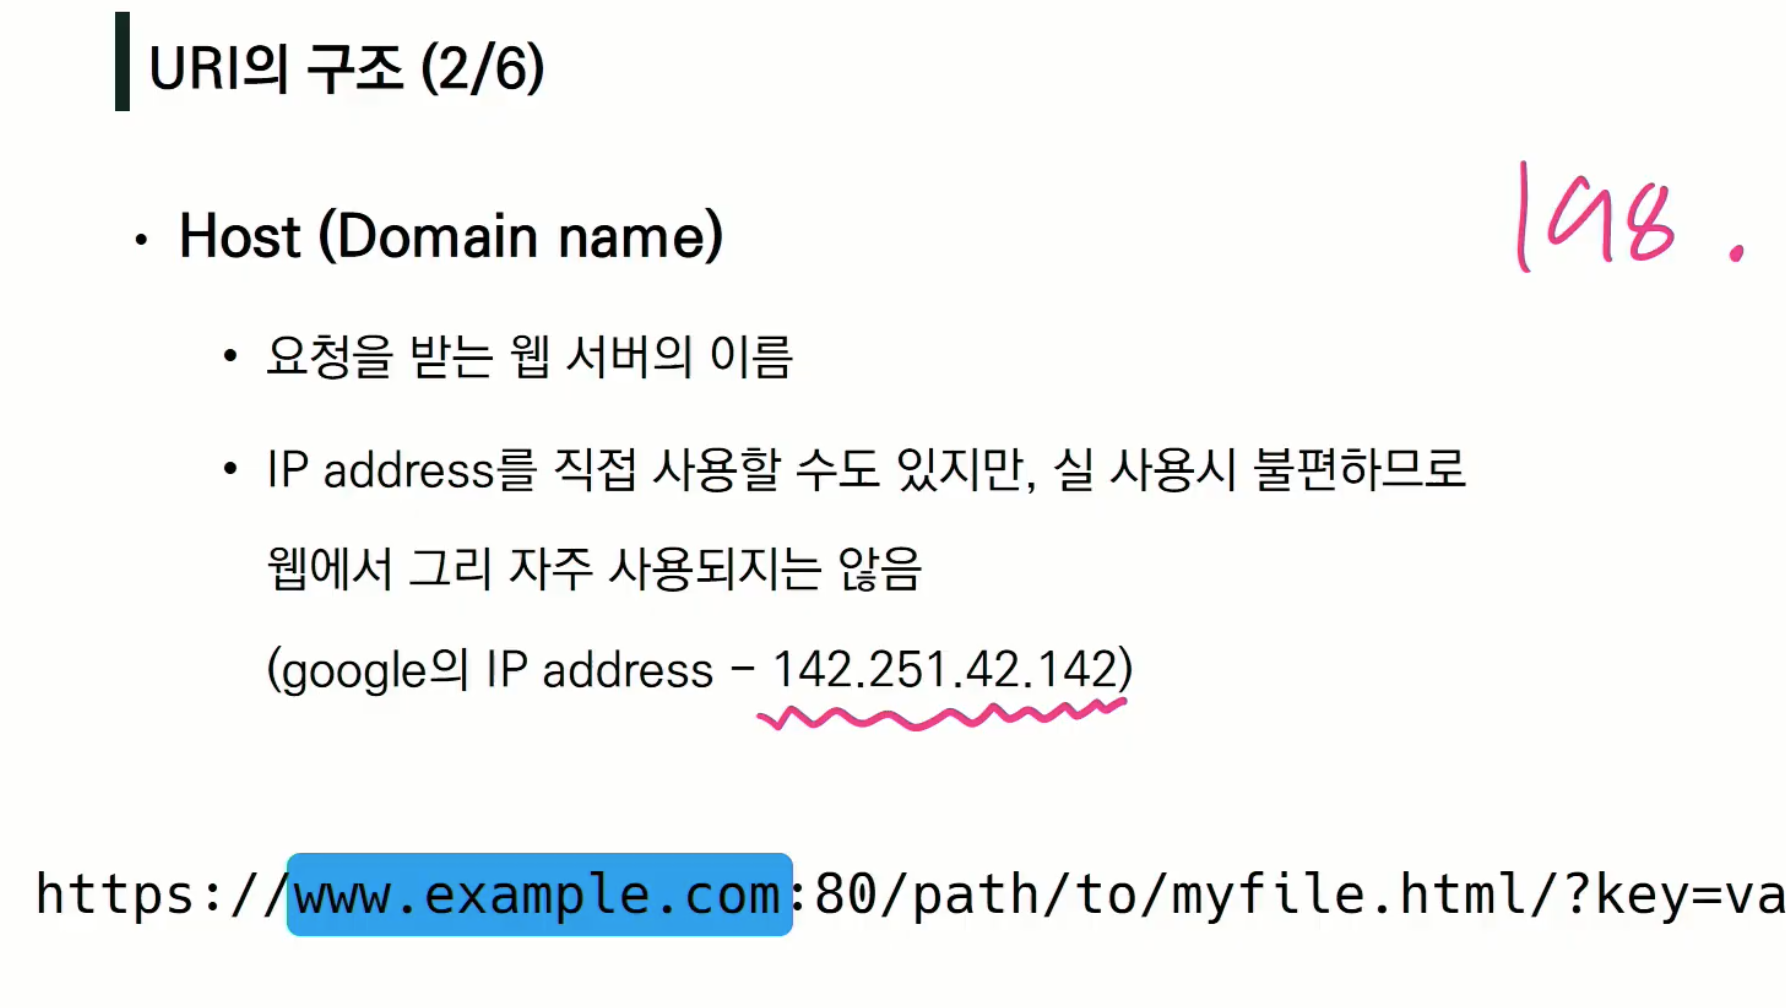 URI의 구조 (2/6)
198.
• Host (Domain name)
• 요청을 받는 웹 서버의 이름
• IP address를 직접 사용할 수도 있지만, 실 사용시 불편하므로
웹에서 그리 자주 사용되지는 않음
(google의 IP address – 142.251.42.142)
https://www.example.com:80/path/to/myfile.html/?key=va